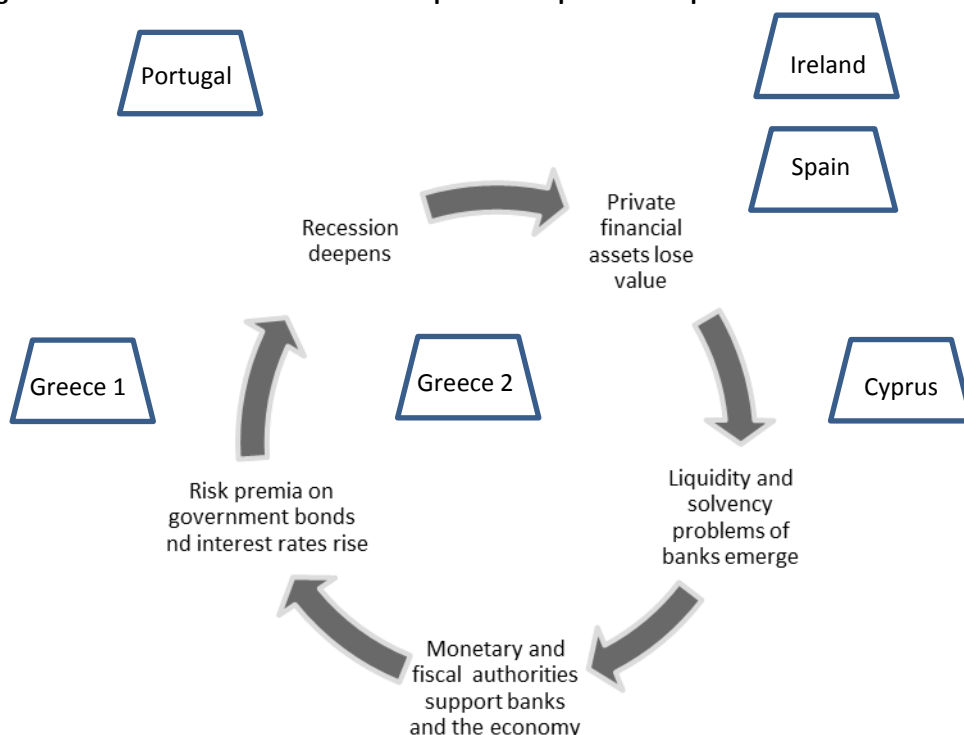 Portugal
Ireland
Spain
Recession
deepens
Private
financial
assets lose
value
Greece 1
Greece 2
Cyprus
Risk premia on
government bonds
nd interest rates rise
Liquidity and
solvency
problems of
banks emerge
Monetary and
fiscal authorities
support banks
and the economy